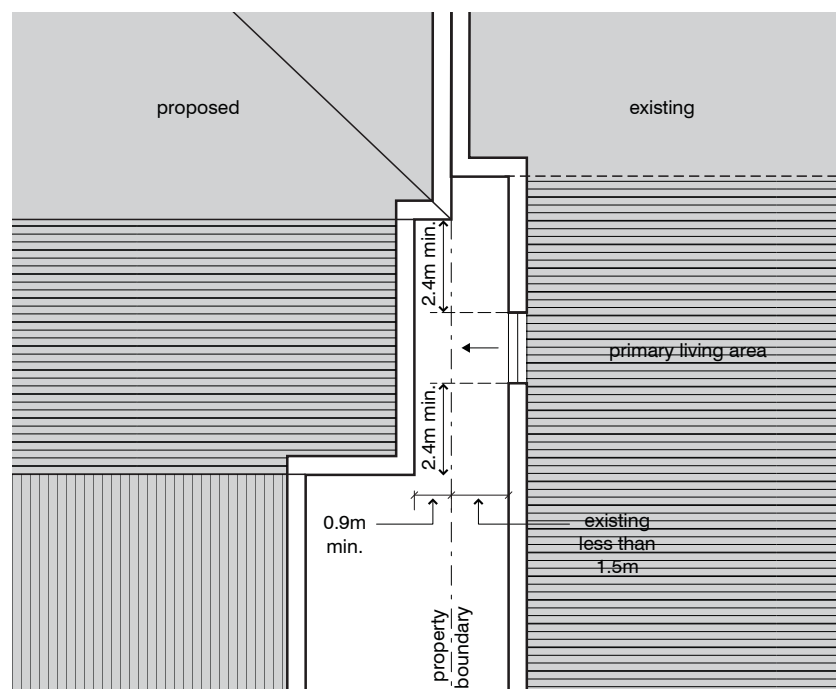 proposed
existing
2.4m min.
primary living area
2.4m min.
0.9m
min.
existing
less than
1.5m
property
boundary